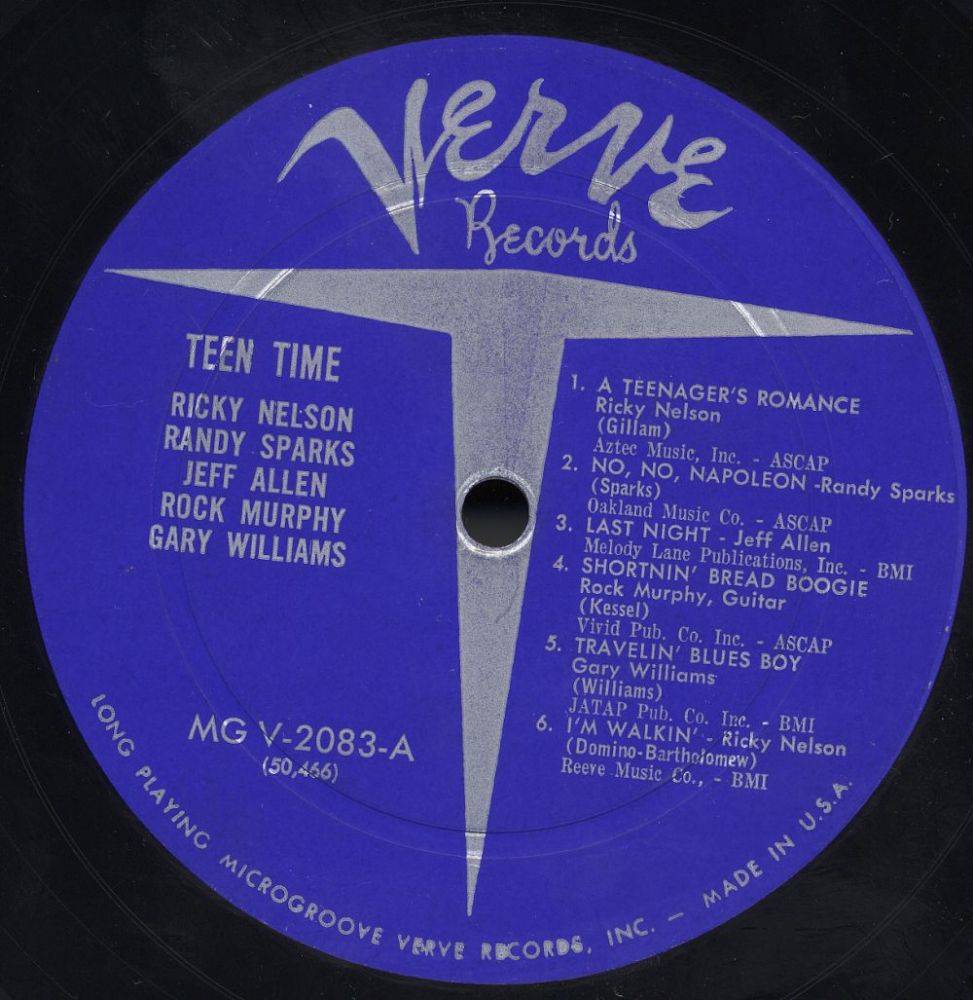 Verve
Records
TEEN TIME
RICKY NELSON
RANDY SPARKS
JEFF ALLEN
ROCK MURPHY
GARY WILLIAMS
1. A TEENAGER'S ROMANCE
Ricky Nelson
(Gillam)
Aztec Music, Inc. - ASCAP
2. NO, NO, NAPOLEON -Randy Sparks
(Sparks)
Oakland Music Co. - ASCAP
3. LAST NIGHT - Jeff Allen
Melody Lane Publications, Inc. - BMI
4. SHORTNIN' BREAD BOOGIE
Rock Murphy, Guitar
(Kessel)
Vivid Pub. Co. Inc. - ASCAP
5. TRAVELIN' BLUES BOY
Gary Williams
(Williams)
JATAP Pub. Co. Inc. - BMI
6. I'M WALKIN' - Ricky Nelson
(Domino-Bartholomew)
Reeve Music Co., - BMI
MG V-2083-A
(50,466)
LONG PLAYING MICROGROOVE VERVE RECORDS, INC. — MADE IN U.S.A.